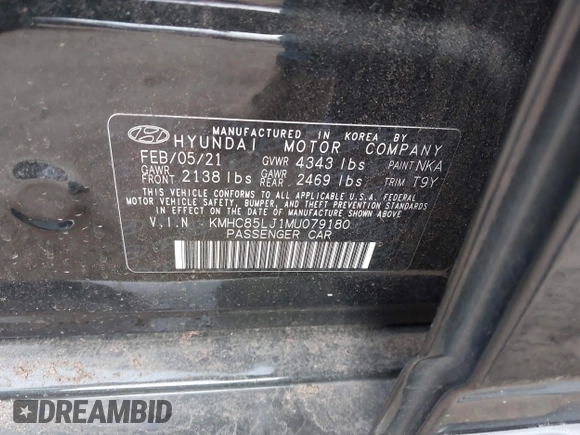 MANUFACTURED IN KOREA BY
HYUNDAI MOTOR COMPANY
FEB/05/21 GVWR 4343 lbs PAINT NKA
GAWR FRONT 2138 lbs GAWR REAR 2469 lbs TRIM T9Y
THIS VEHICLE CONFORMS TO ALL APPLICABLE U.S.A. FEDERAL
MOTOR VEHICLE SAFETY, BUMPER, AND THEFT PREVENTION STANDARDS
IN EFFECT ON THE DATE OF MANUFACTURE SHOWN ABOVE.
V.I.N KMHC85LJ1MU079180
PASSENGER CAR
DREAMBID